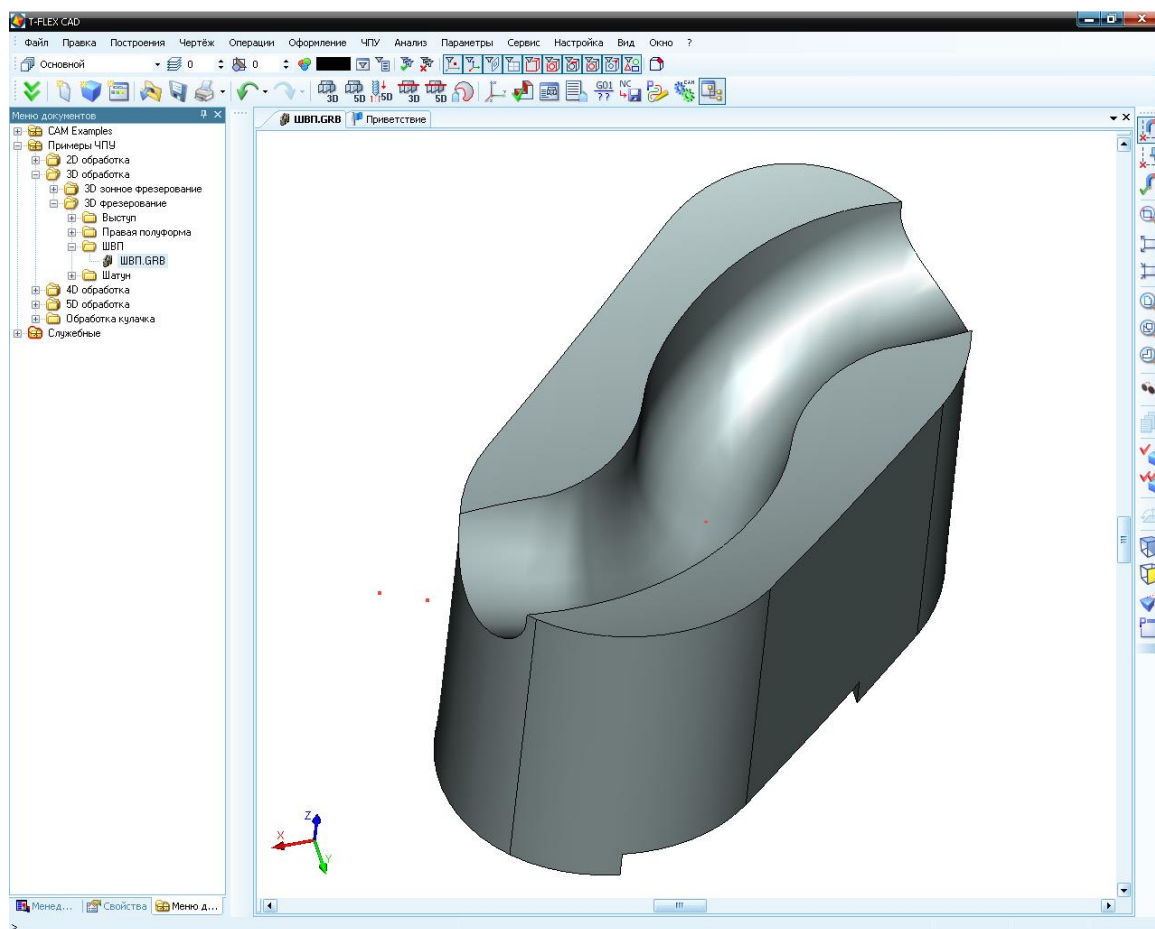 T-FLEX CAD
Файл Правка Построения Чертёж Операции Оформление ЧПУ Анализ Параметры Сервис Настройка Вид Окно ?
Основной 0 0
3D 5D 5D 3D 5D G01 ?? NC CAM
Меню документов
ШВП.GRB Приветствие
CAM Examples
Примеры ЧПУ
2D обработка
3D обработка
3D зонное фрезерование
3D фрезерование
Выступ
Правая полуформа
ШВП
ШВП.GRB
Шатун
4D обработка
5D обработка
Обработка кулачка
Служебные
Z
X
Y
Менед... Свойства Меню д...
>